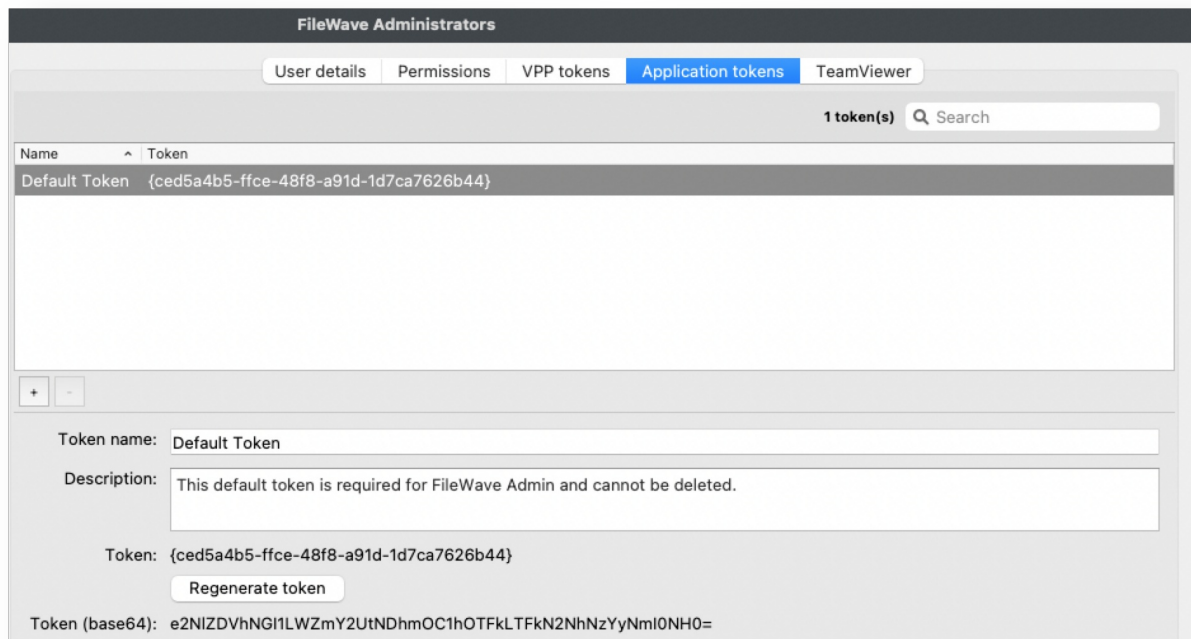 FileWave Administrators
User details Permissions VPP tokens Application tokens TeamViewer
1 token(s) Search
Name Token
Default Token {ced5a4b5-ffce-48f8-a91d-1d7ca7626b44}
+ -
Token name: Default Token
Description: This default token is required for FileWave Admin and cannot be deleted.
Token: {ced5a4b5-ffce-48f8-a91d-1d7ca7626b44}
Regenerate token
Token (base64): e2NlZDVhNGI1LWZmY2UtNDhmOC1hOTFkLTFkN2NhNzYyNmI0NH0=